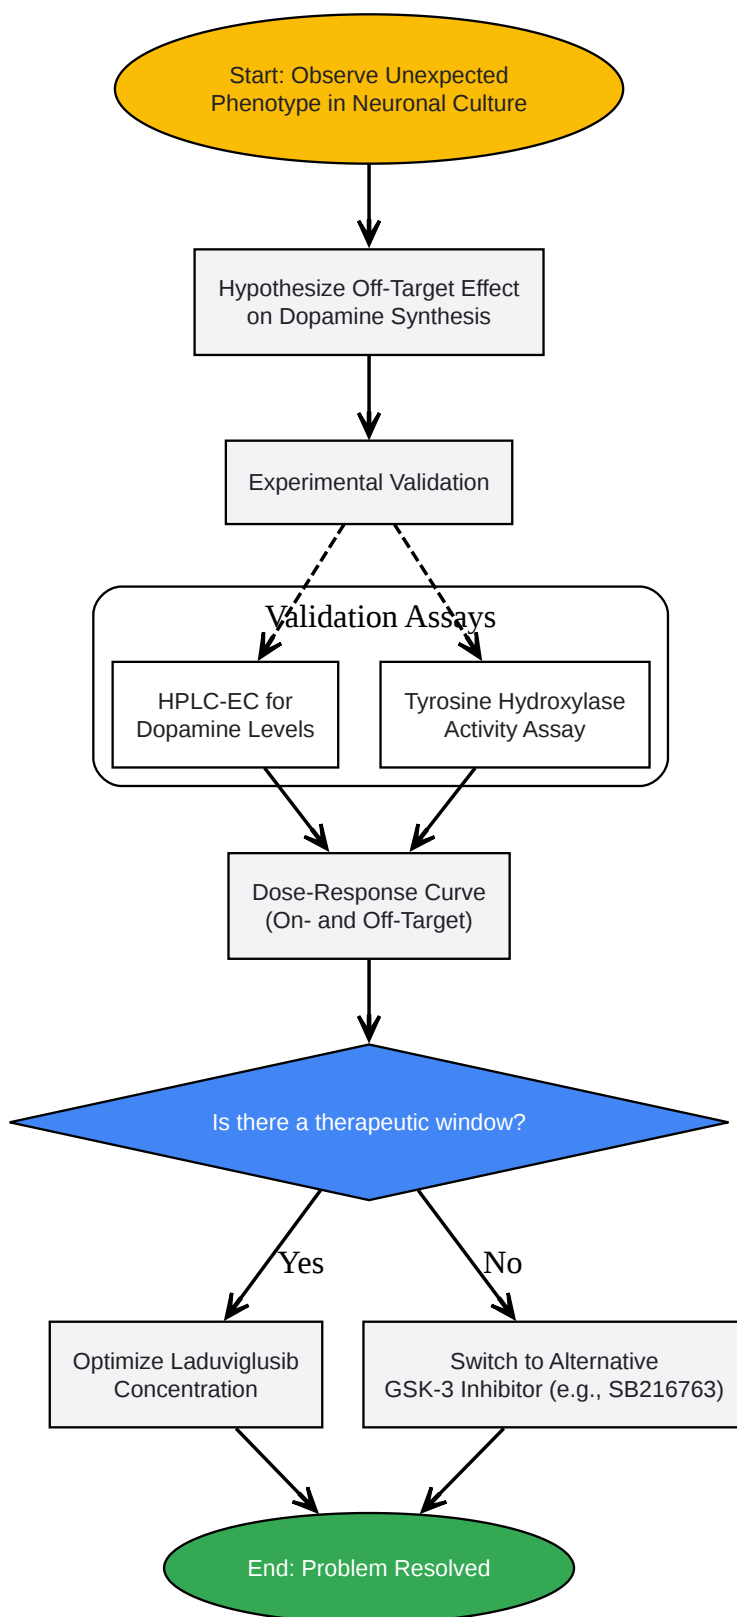 Start: Observe Unexpected
Phenotype in Neuronal Culture
Hypothesize Off-Target Effect
on Dopamine Synthesis
Experimental Validation
Validation Assays
HPLC-EC for
Dopamine Levels
Tyrosine Hydroxylase
Activity Assay
Dose-Response Curve
(On- and Off-Target)
Is there a therapeutic window?
Yes
No
Optimize Laduviglusib
Concentration
Switch to Alternative
GSK-3 Inhibitor (e.g., SB216763)
End: Problem Resolved